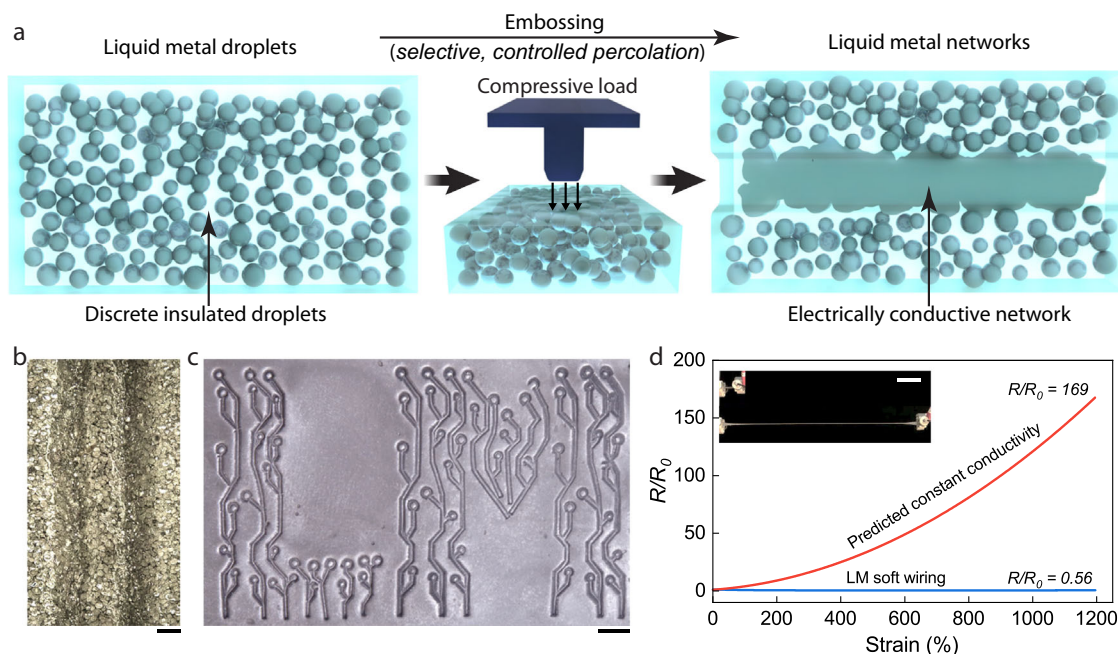 a
Embossing
Liquid metal droplets
(selective, controlled percolation)
Liquid metal networks
Compressive load
Discrete insulated droplets
Electrically conductive network
b
c
d
200
150
100
50
0
R/R0
R/R0 = 169
Predicted constant conductivity
LM soft wiring
R/R0 = 0.56
0
200
400
600
800
1000
1200
Strain (%)